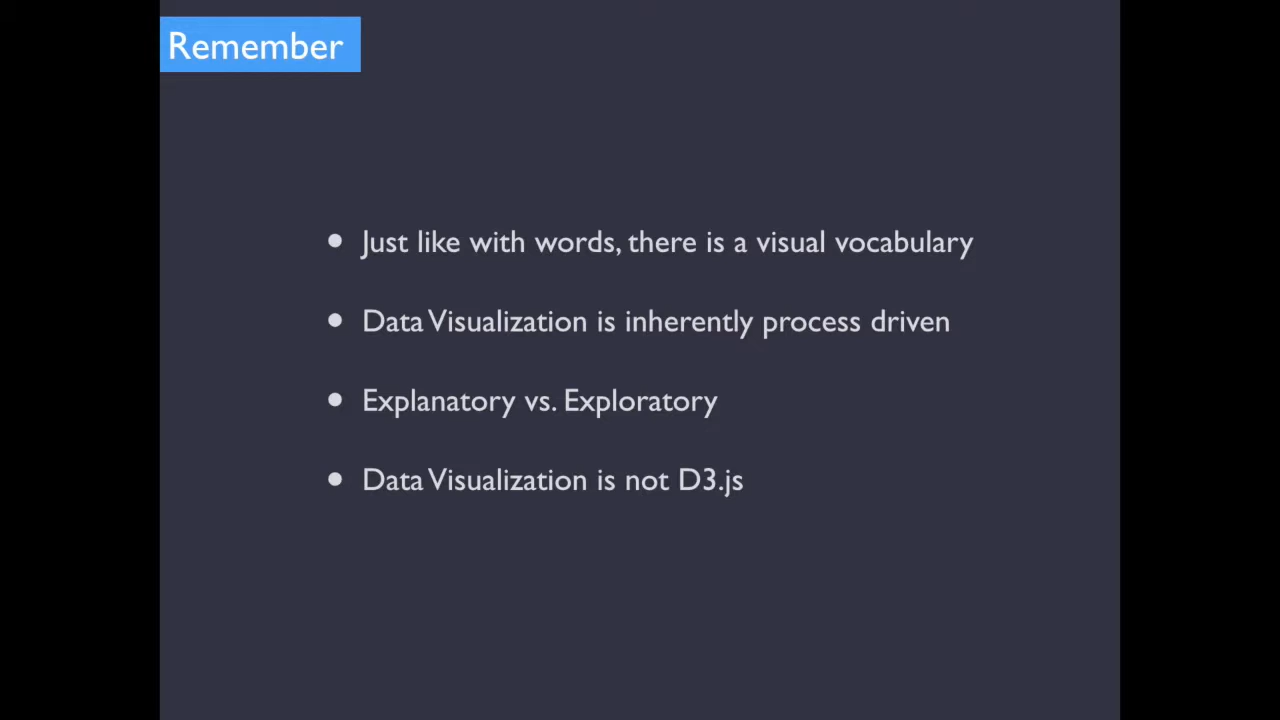 Remember
• Just like with words, there is a visual vocabulary
• Data Visualization is inherently process driven
• Explanatory vs. Exploratory
• Data Visualization is not D3.js